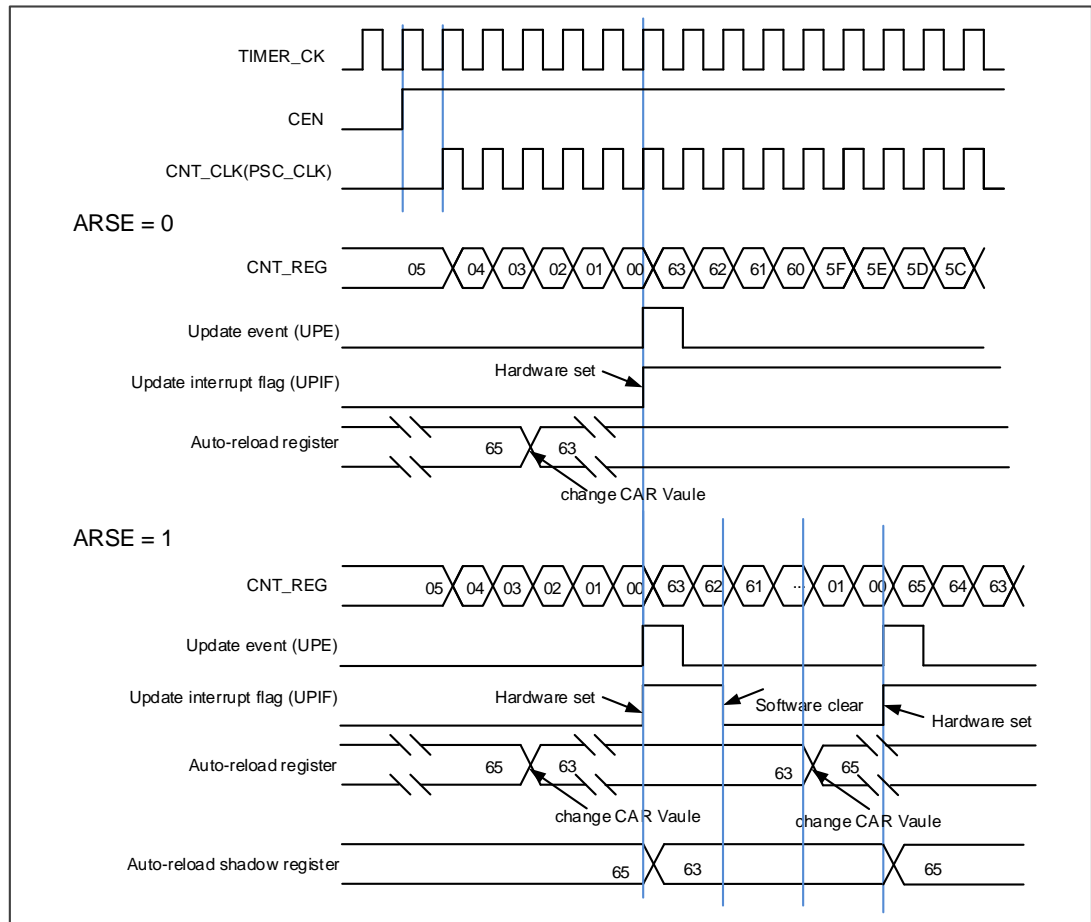 TIMER_CK
CEN
CNT_CLK(PSC_CLK)
ARSE = 0
CNT_REG 05 04 03 02 01 00 63 62 61 60 5F 5E 5D 5C
Update event (UPE)
Update interrupt flag (UPIF) Hardware set
Auto-reload register 65 63
change CAR Vaule
ARSE = 1
CNT_REG 05 04 03 02 01 00 63 62 61 ... 01 00 65 64 63
Update event (UPE)
Update interrupt flag (UPIF) Hardware set Software clear Hardware set
Auto-reload register 65 63 63 65
change CAR Vaule change CAR Vaule
Auto-reload shadow register 65 63 65